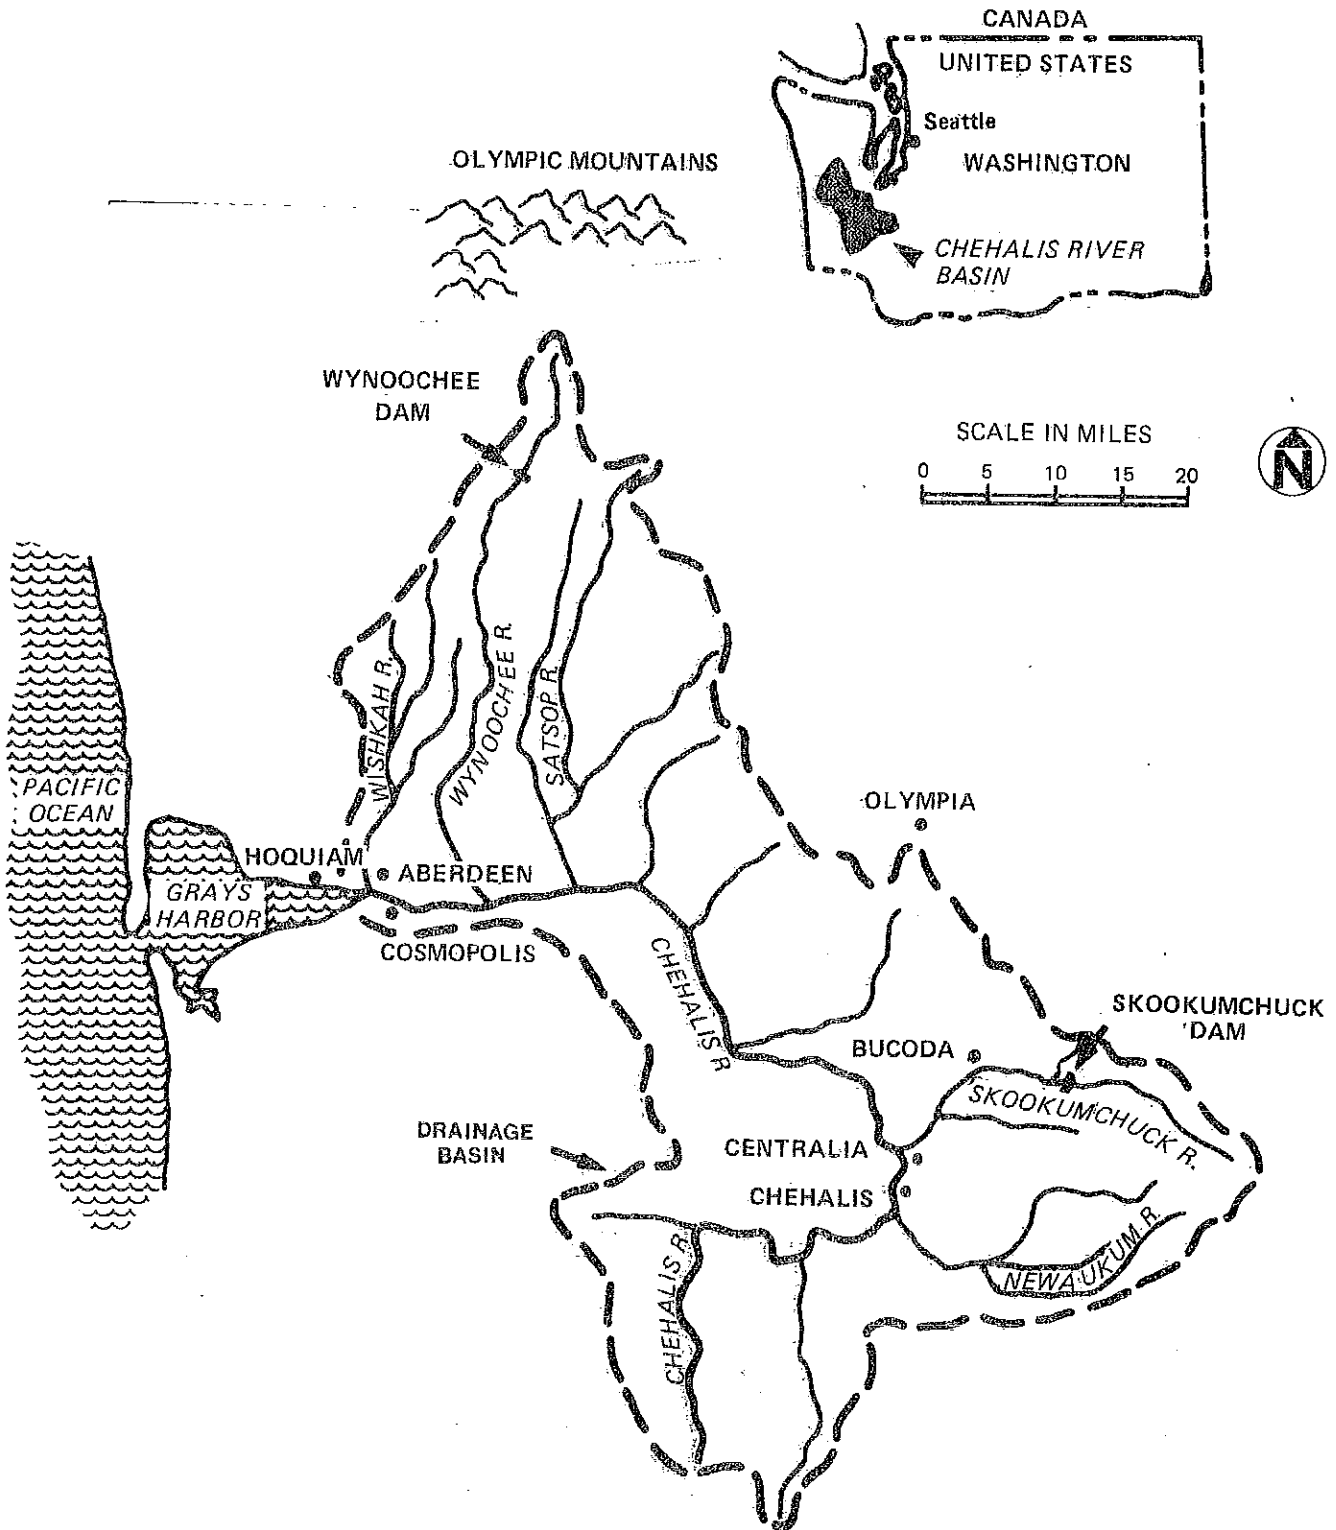 CANADA
UNITED STATES
Seattle
WASHINGTON
CHEHALIS RIVER
BASIN
OLYMPIC MOUNTAINS
WYNOOCHEE
DAM
SCALE IN MILES
0 5 10 15 20
N
WISHKAH R.
WYNOOCHEE R.
SATSOP R.
PACIFIC
OCEAN
OLYMPIA
HOQUIAM
ABERDEEN
GRAYS
HARBOR
COSMOPOLIS
CHEHALIS R
SKOOKUMCHUCK
DAM
BUCODA
SKOOKUMCHUCK R.
DRAINAGE
BASIN
CENTRALIA
CHEHALIS
NEWAUKUM R.
CHEHALIS R.